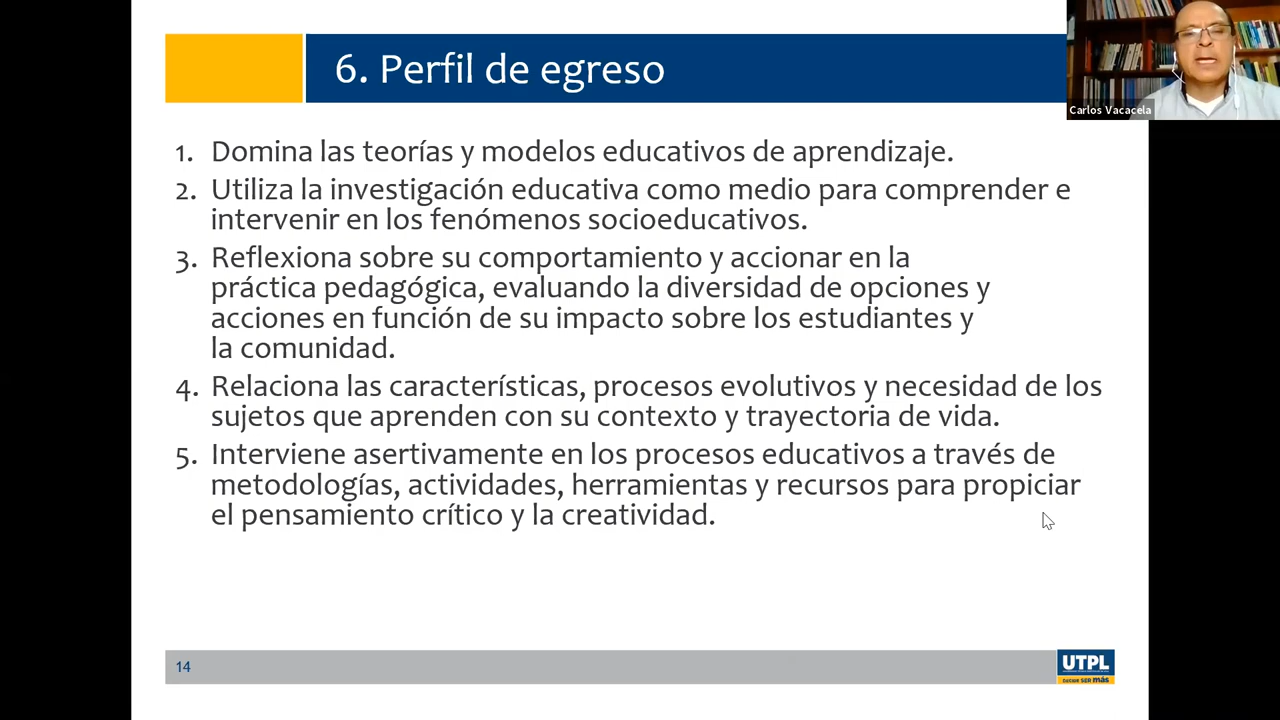 6. Perfil de egreso
Carlos Vacacela
1. Domina las teorías y modelos educativos de aprendizaje.
2. Utiliza la investigación educativa como medio para comprender e
intervenir en los fenómenos socioeducativos.
3. Reflexiona sobre su comportamiento y accionar en la
práctica pedagógica, evaluando la diversidad de opciones y
acciones en función de su impacto sobre los estudiantes y
la comunidad.
4. Relaciona las características, procesos evolutivos y necesidad de los
sujetos que aprenden con su contexto y trayectoria de vida.
5. Interviene asertivamente en los procesos educativos a través de
metodologías, actividades, herramientas y recursos para propiciar
el pensamiento crítico y la creatividad.
14
UTPL
DECIDE SER más